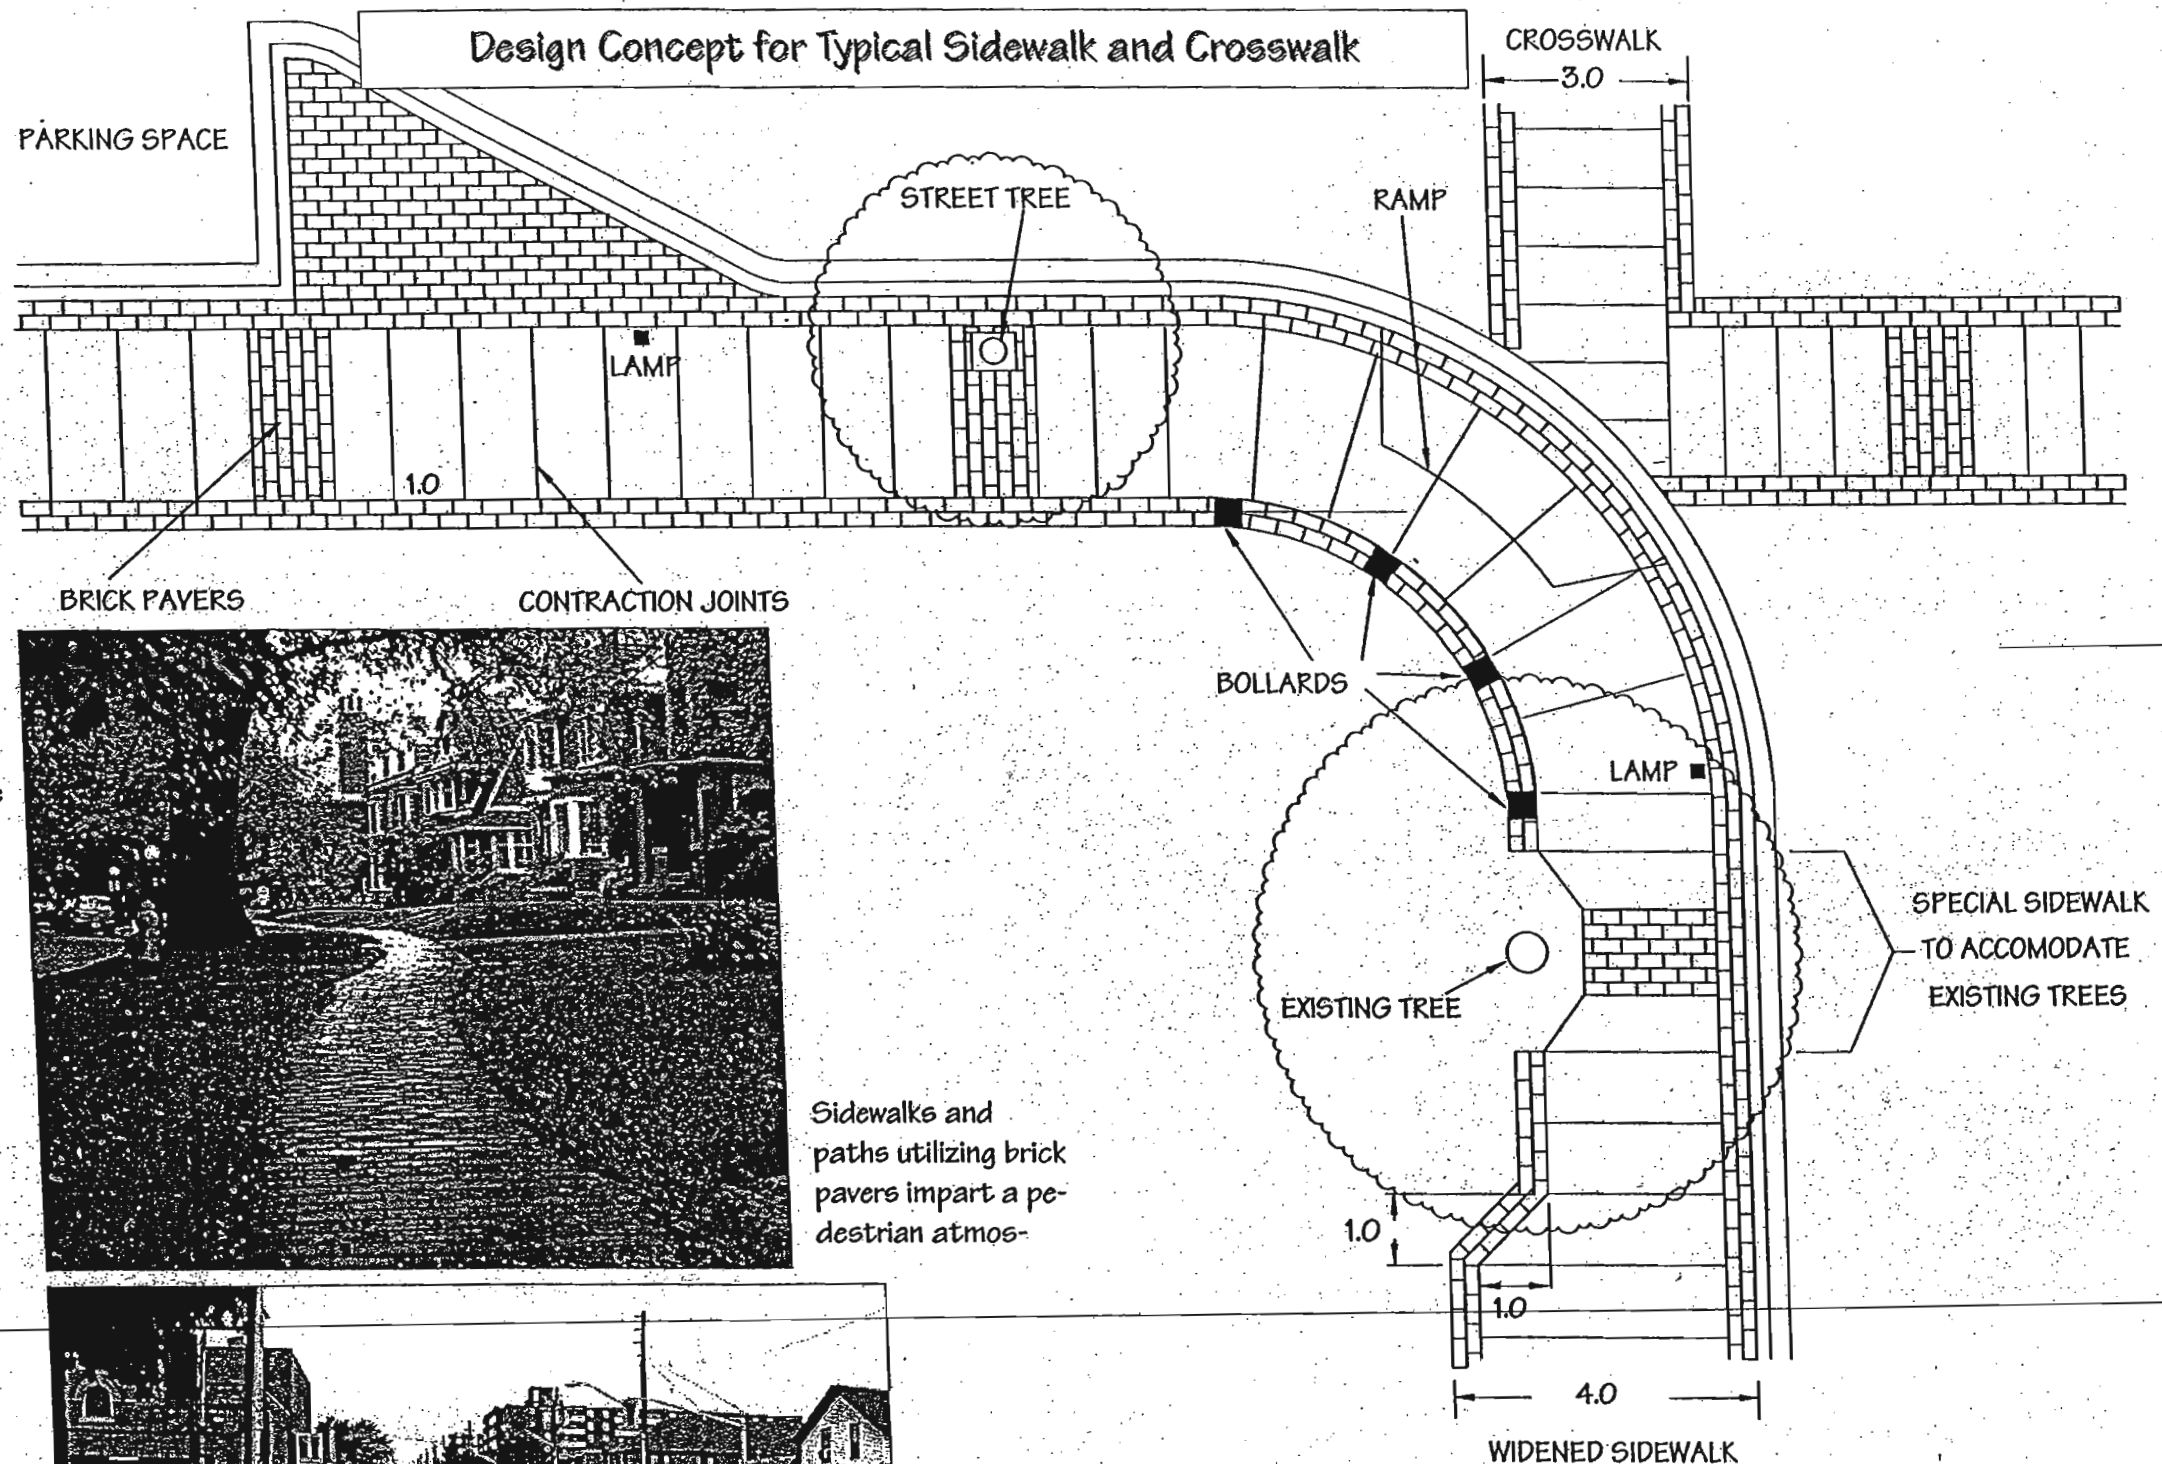 Design Concept for Typical Sidewalk and Crosswalk
CROSSWALK
3.0
PARKING SPACE
STREET TREE
RAMP
LAMP
1.0
BRICK PAVERS
CONTRACTION JOINTS
BOLLARDS
LAMP
SPECIAL SIDEWALK
TO ACCOMODATE
EXISTING TREES
EXISTING TREE
Sidewalks and
paths utilizing brick
pavers impart a pe-
destrian atmos-
1.0
1.0
4.0
WIDENED SIDEWALK